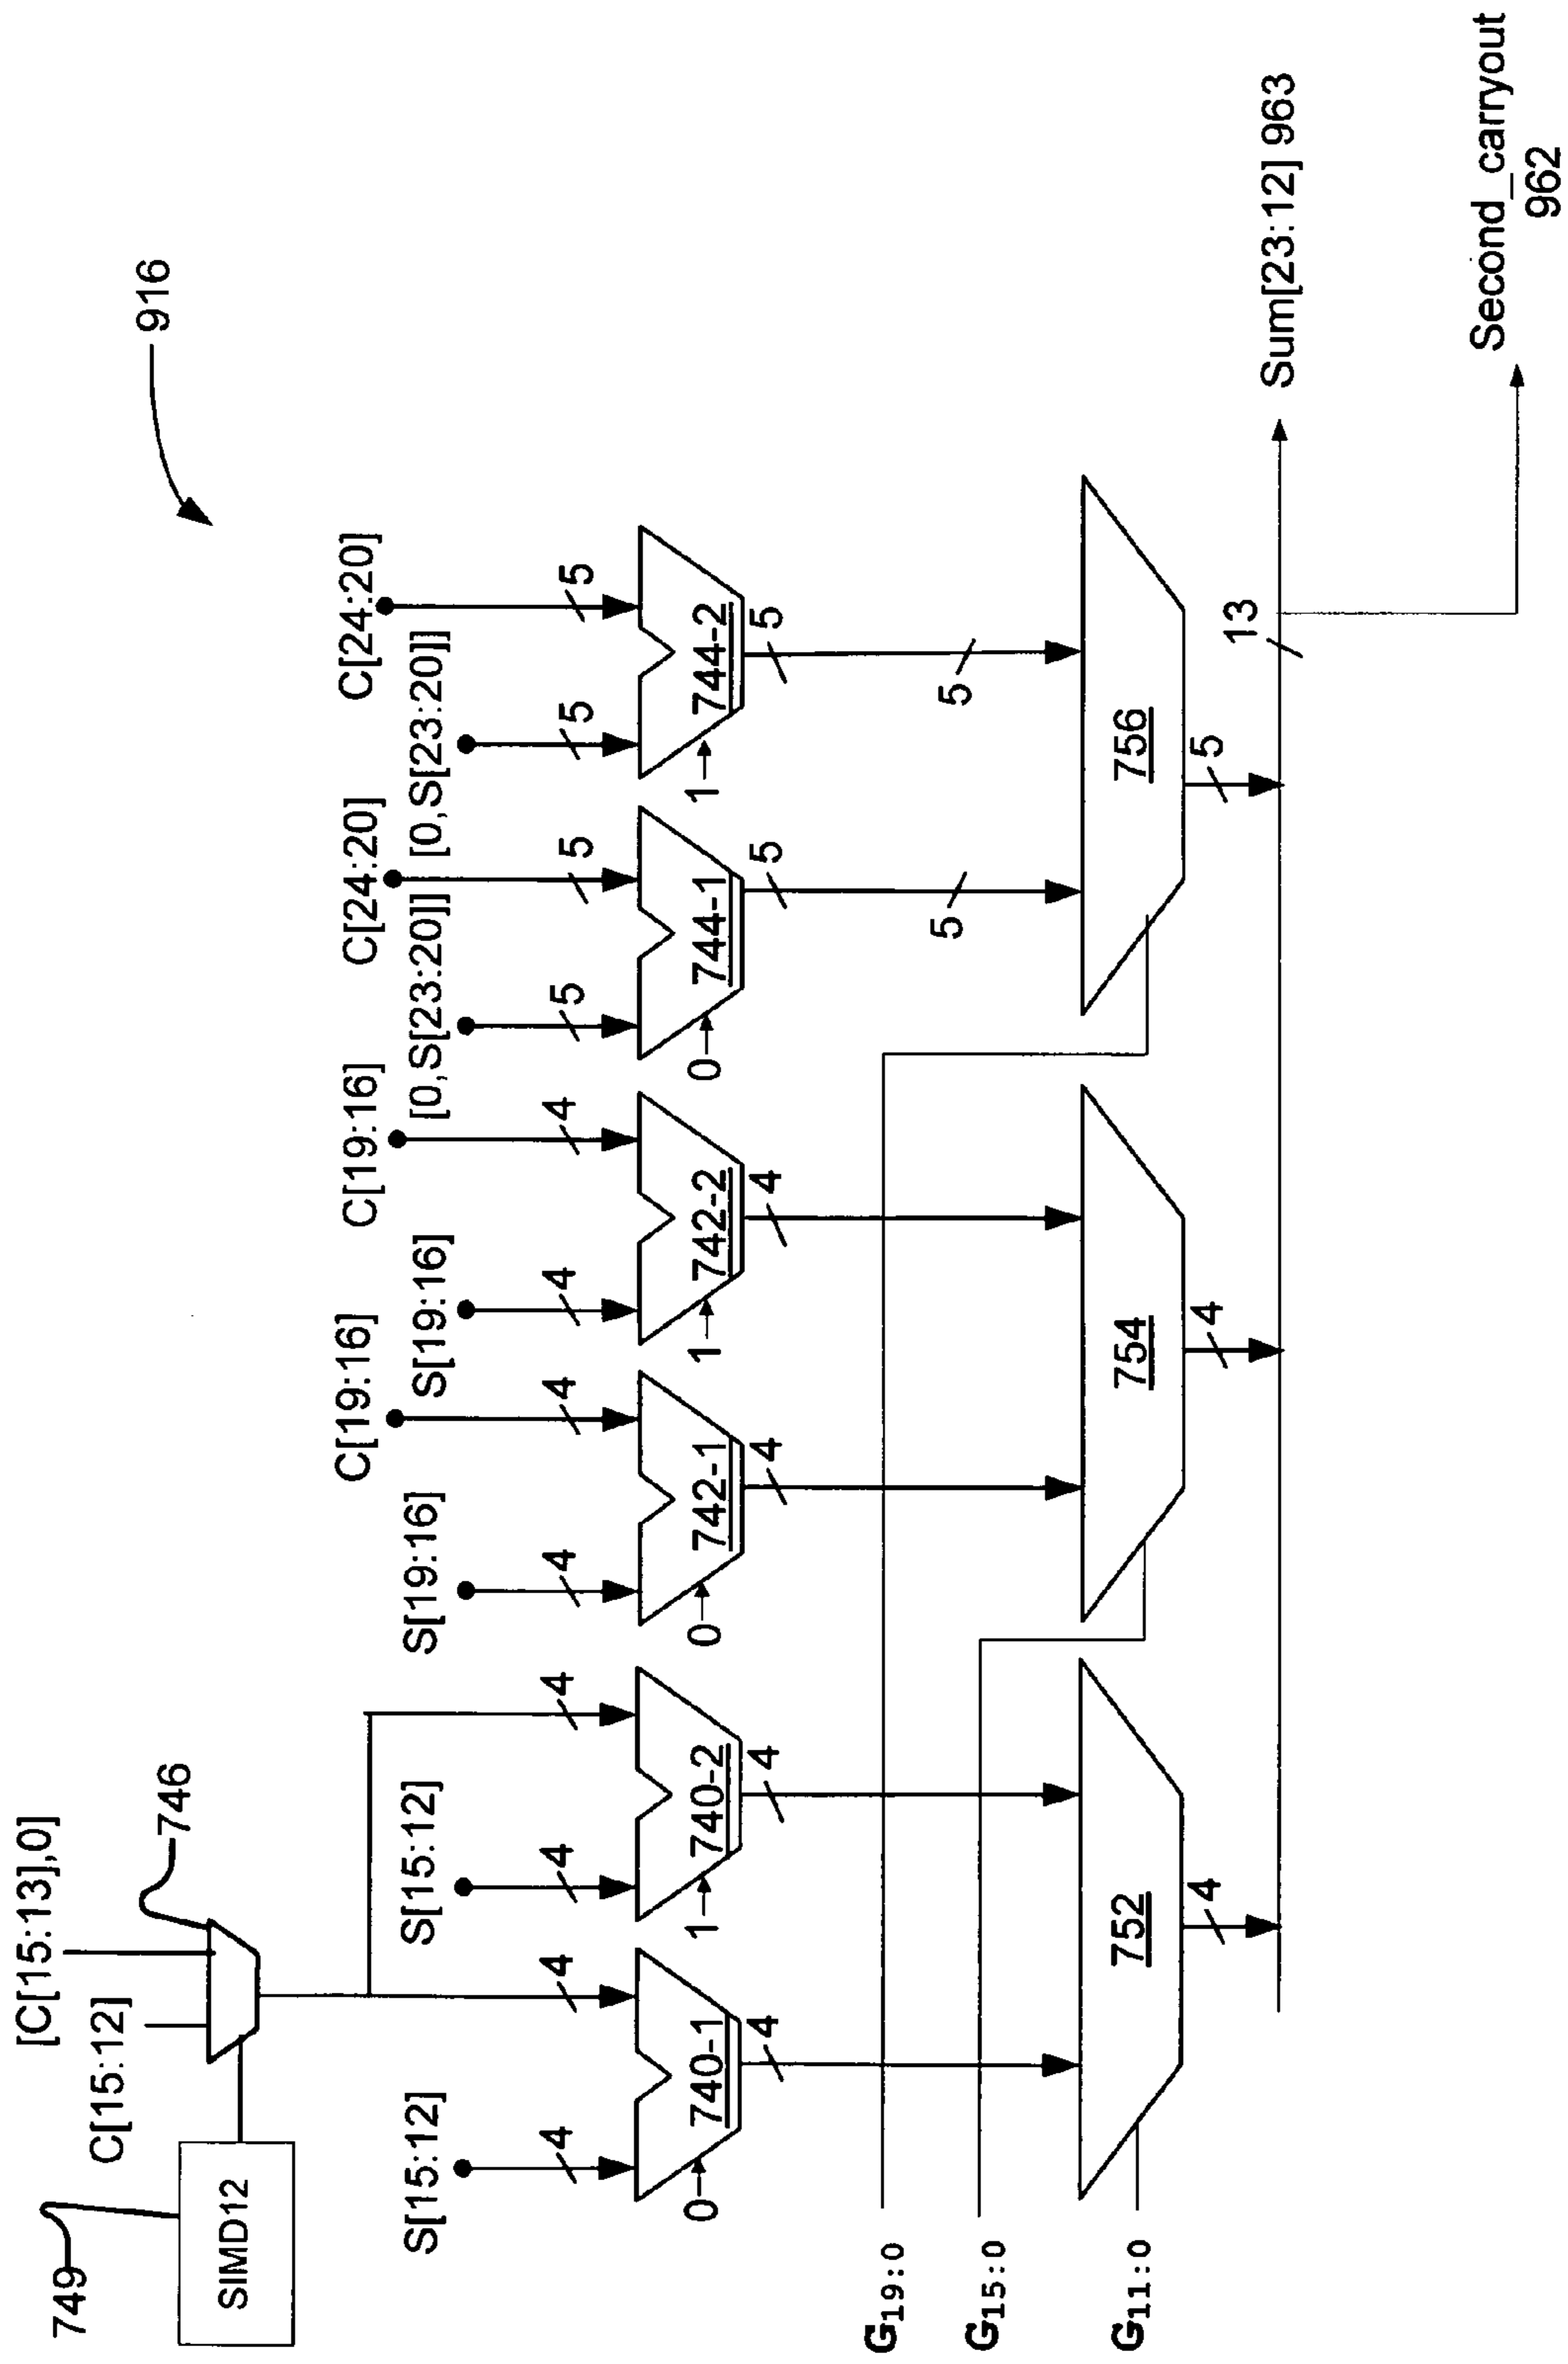 916
749
SIMD12
746
[C[15:13],0]
C[15:12]
S[15:12]
S[15:12]
S[19:16]
C[19:16]
S[19:16]
C[19:16]
[0,S[23:20]]
C[24:20]
[0,S[23:20]]
C[24:20]
4
4
4
4
4
4
4
4
5
5
5
5
0
740-1
1
740-2
0
742-1
1
742-2
0
744-1
1
744-2
4
4
4
4
5
5
5
5
G19:0
G15:0
G11:0
752
754
756
4
4
5
13
Sum[23:12] 963
Second_carryout
962